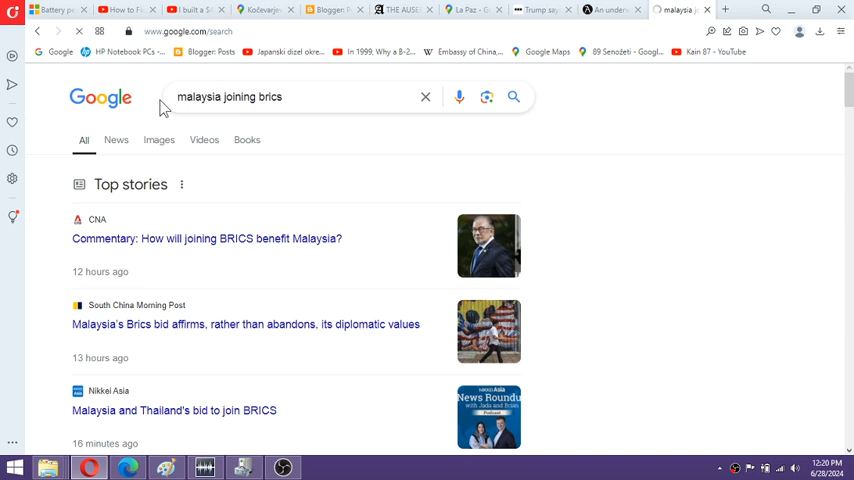 Battery pe
How to Fi
I built a $4
Kočevarjev
Blogger: P
THE AUSE
La Paz - G
Trump say
An under
malaysia jo
www.google.com/search
Google
HP Notebook PC-...
Blogger: Posts
Japanski dizel okre...
In 1999, Why a B-2...
Embassy of China,...
Google Maps
89 Senožeti - Googl...
Kain 87 - YouTube
Google
malaysia joining brics
All News Images Videos Books
Top stories
CNA
Commentary: How will joining BRICS benefit Malaysia?
12 hours ago
South China Morning Post
Malaysia's Brics bid affirms, rather than abandons, its diplomatic values
13 hours ago
Nikkei Asia
Malaysia and Thailand's bid to join BRICS
16 minutes ago
News Roundu
with Jada and Brian
Podcast
12:20 PM
6/28/2024